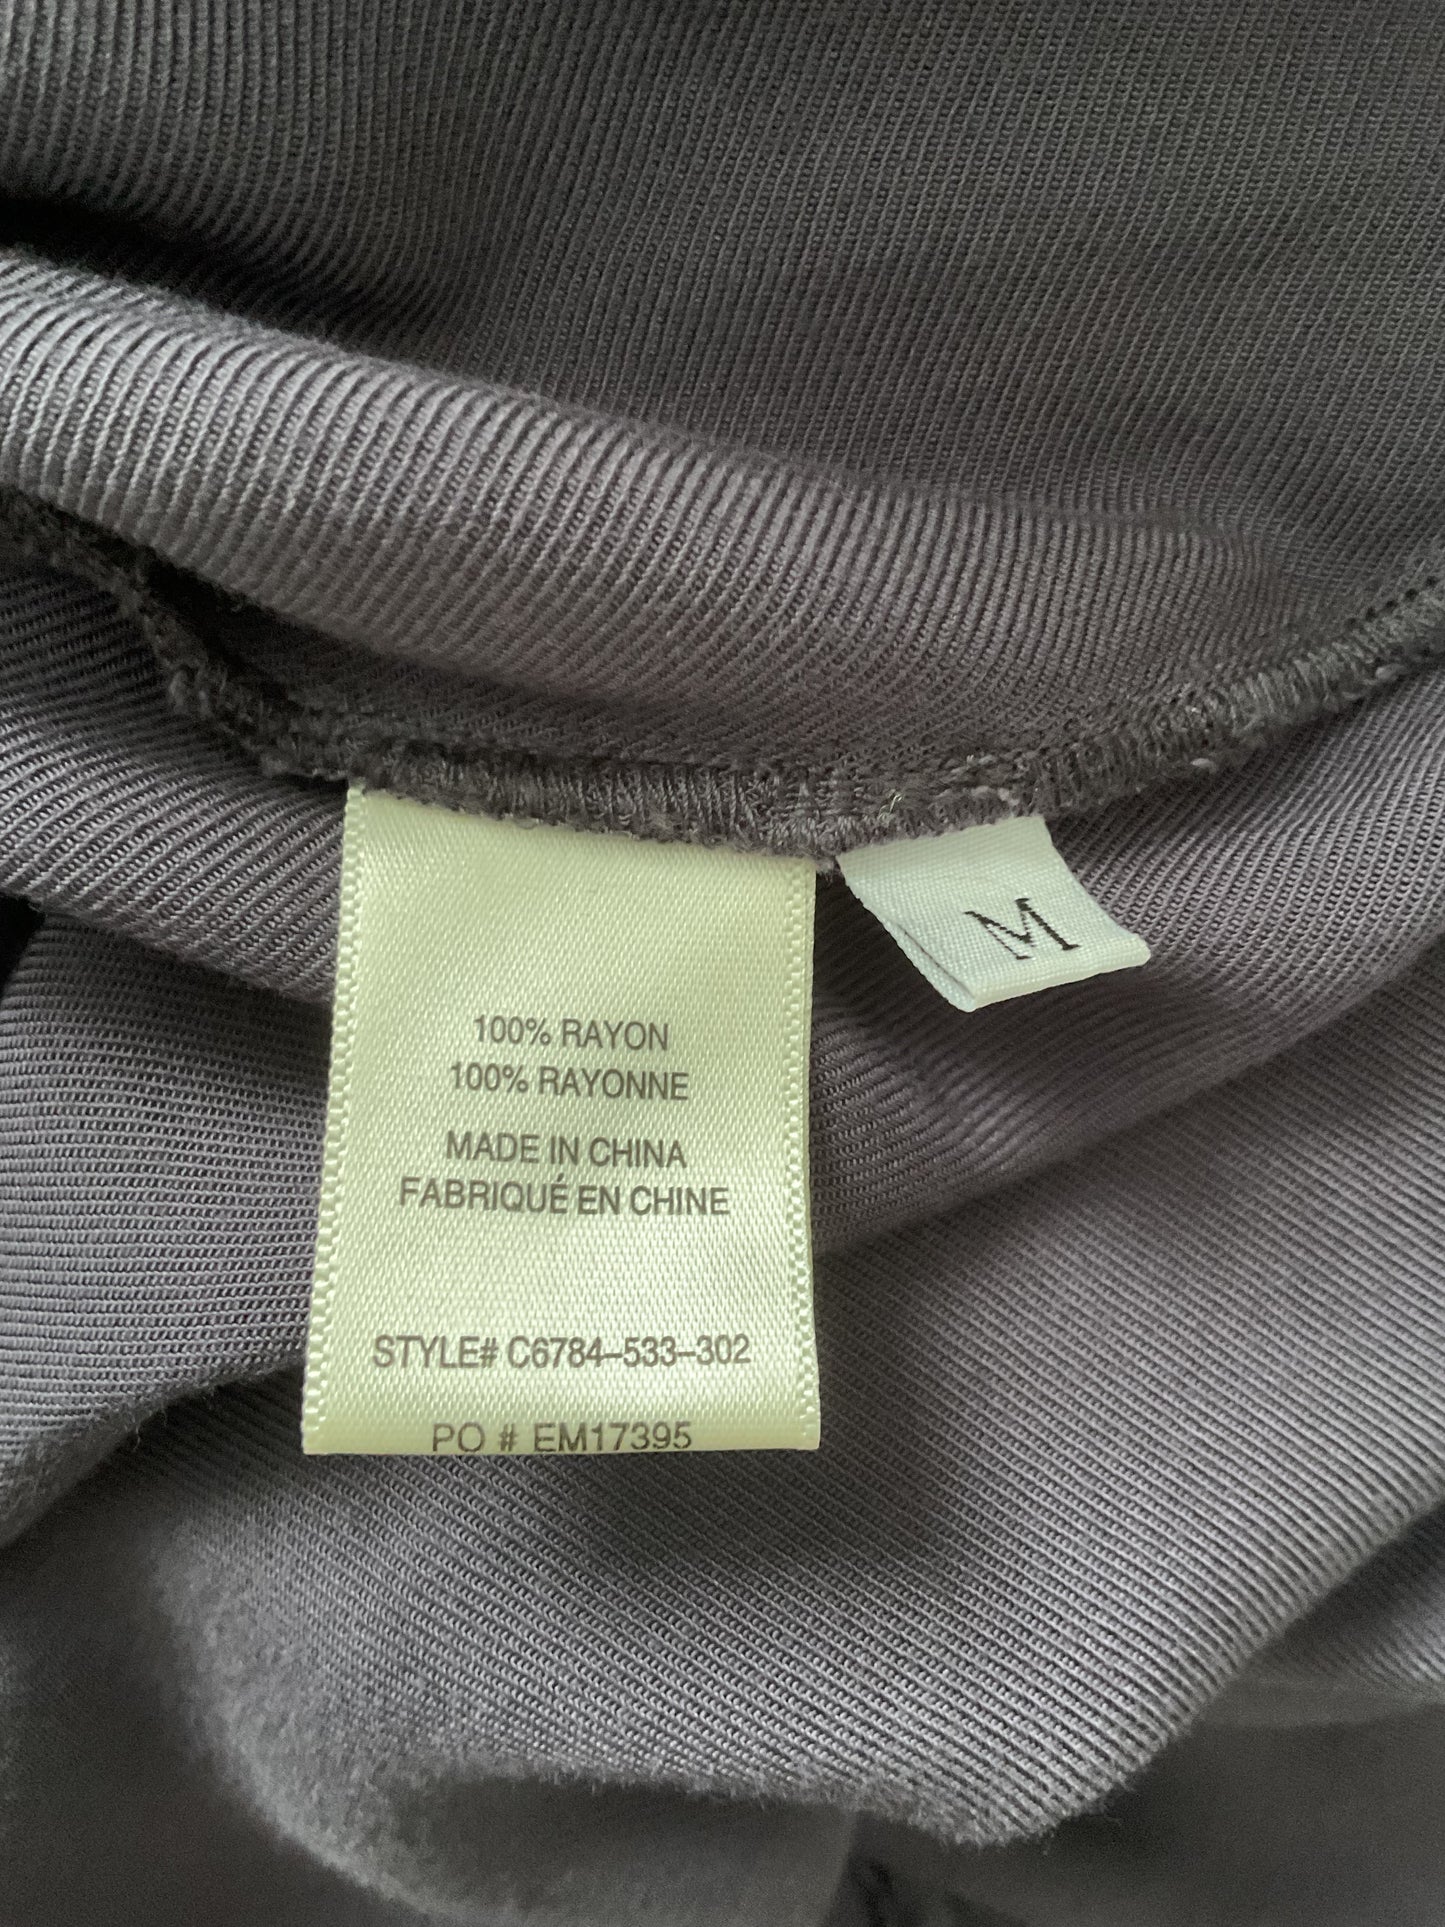 M
100% RAYON
100% RAYONNE
MADE IN CHINA
FABRIQUÉ EN CHINE
STYLE# C6784–533–302
PO # EM17395